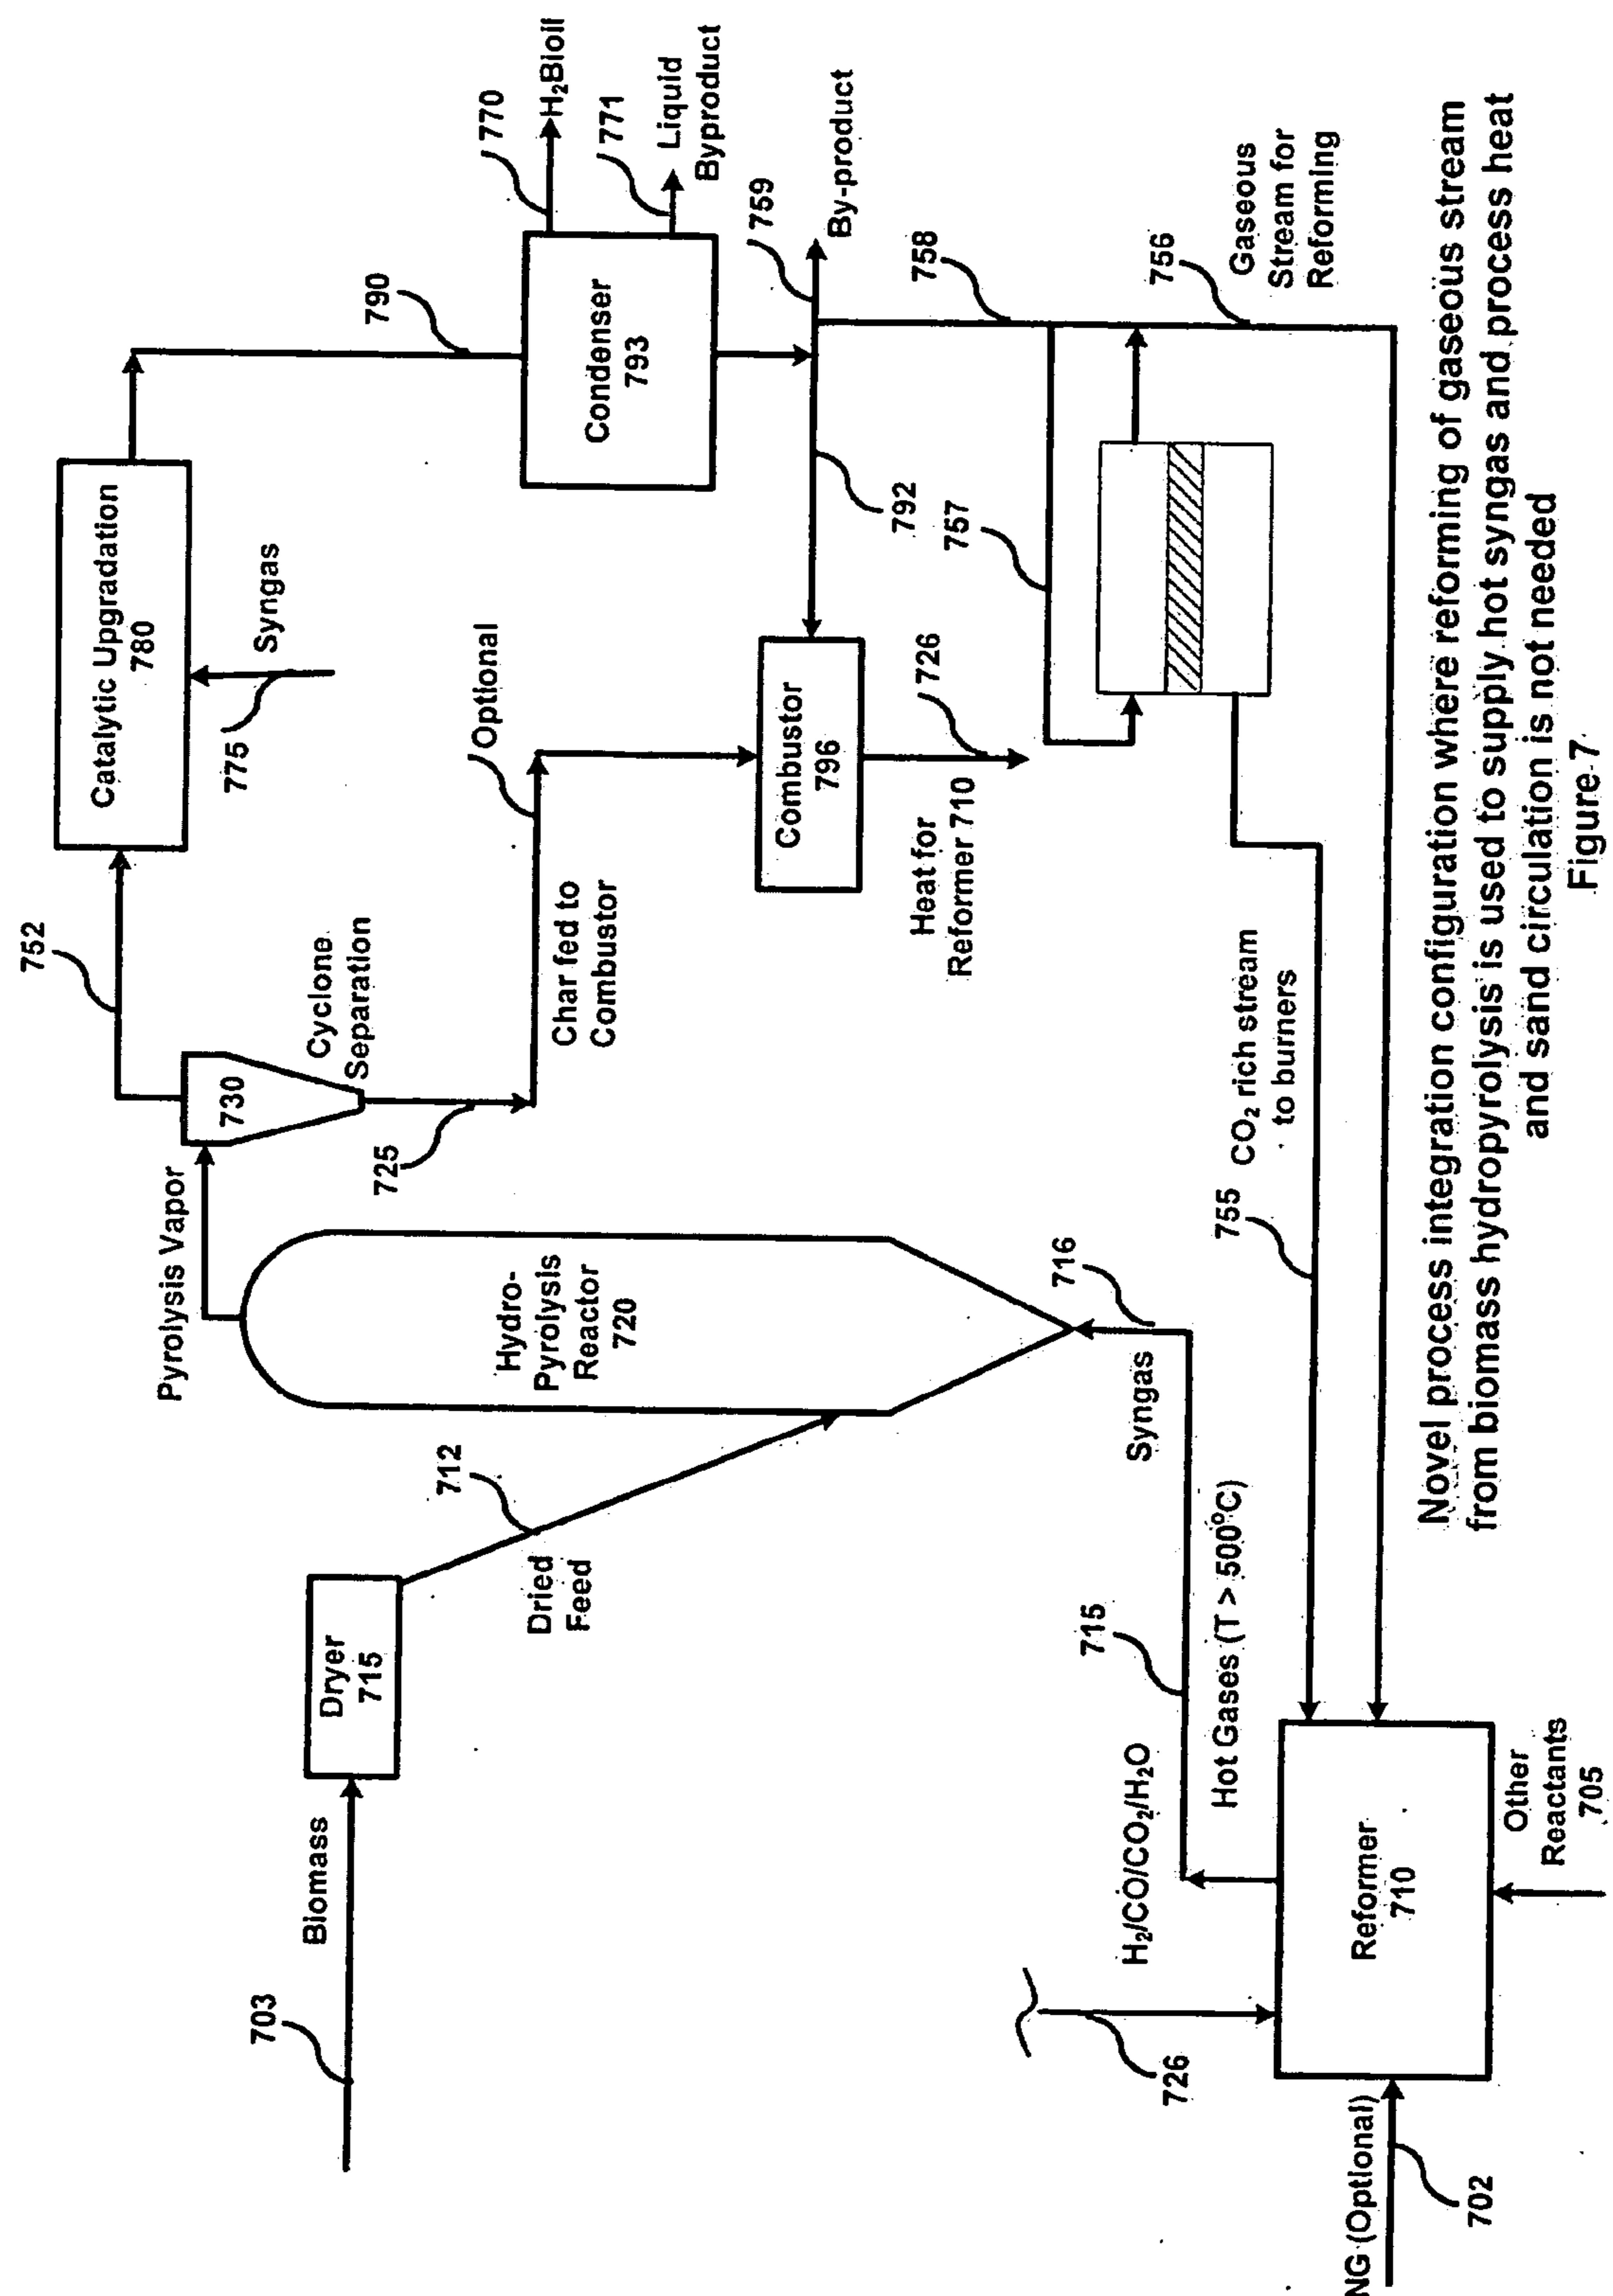 703
Biomass
Dryer
715
712
Dried
Feed
Pyrolysis Vapor
Hydro-
Pyrolysis
Reactor
720
752
730
Cyclone
Separation
725
Char fed to
Combustor
Optional
Catalytic Upgradation
780
775
Syngas
790
Condenser
793
770
H₂Bioil
771
Liquid
Byproduct
759
By-product
792
Combustor
796
726
Heat for
Reformer 710
757
758
756
Gaseous
Stream for
Reforming
CO₂ rich stream
to burners
755
716
Syngas
715
Hot Gases (T > 500°C)
H₂/CO/CO₂/H₂O
726
Reformer
710
Other
Reactants
705
NG (Optional)
702
Novel process integration configuration where reforming of gaseous stream
from biomass hydropyrolysis is used to supply hot syngas and process heat
and sand circulation is not needed
Figure 7